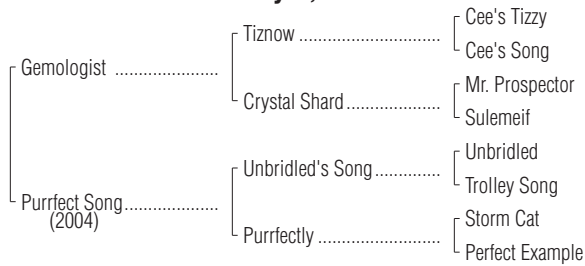 Cee's Tizzy
Tiznow
Cee's Song
Gemologist
Mr. Prospector
Crystal Shard
Sulemeif
Unbridled
Unbridled's Song
Trolley Song
Purrfect Song
(2004)
Storm Cat
Purrfectly
Perfect Example